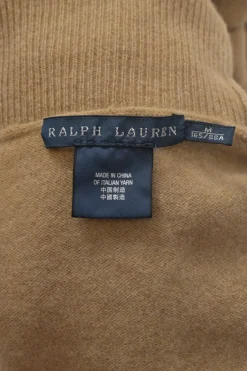 RALPH LAUREN
M
165/88A
MADE IN CHINA
OF ITALIAN YARN
中国制造
中國製造